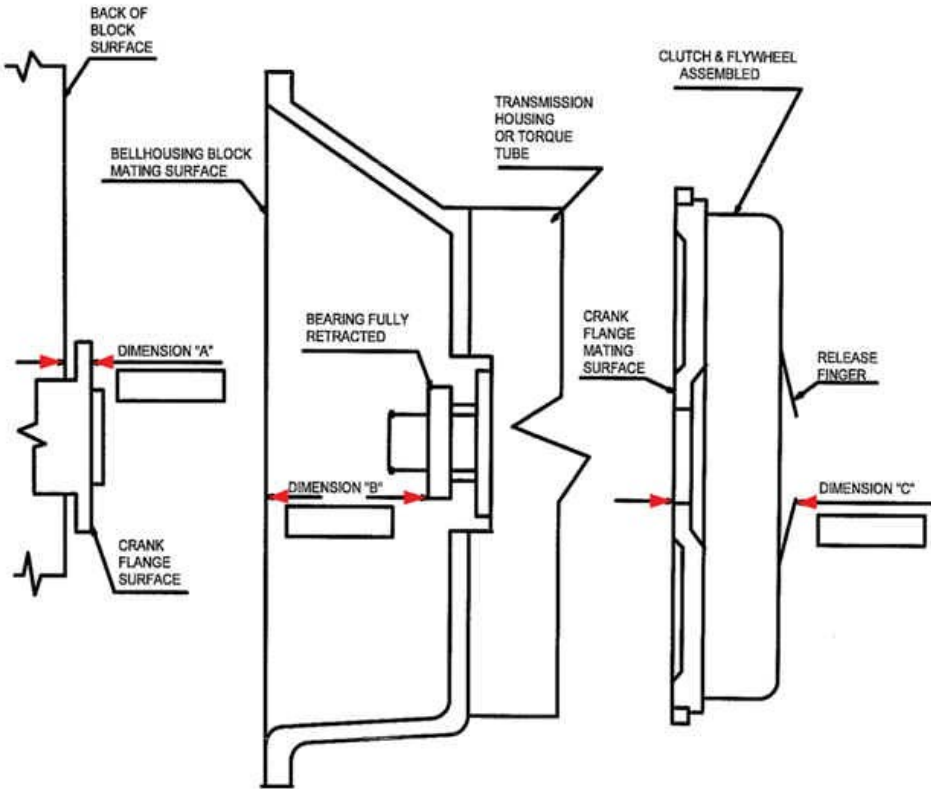 BACK OF
BLOCK
SURFACE
BELLHOUSING BLOCK
MATING SURFACE
TRANSMISSION
HOUSING
OR TORQUE
TUBE
CLUTCH & FLYWHEEL
ASSEMBLED
BEARING FULLY
RETRACTED
CRANK
FLANGE
MATING
SURFACE
RELEASE
FINGER
DIMENSION "A"
DIMENSION "B"
DIMENSION "C"
CRANK
FLANGE
SURFACE